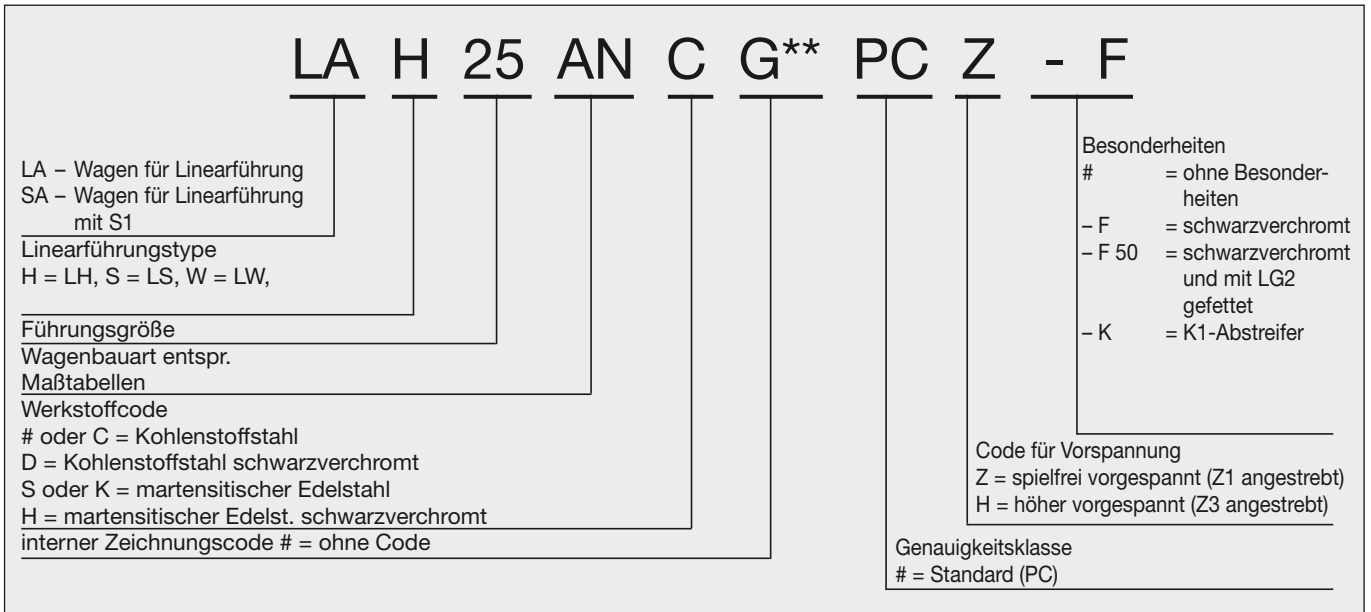 LA H 25 AN C G** PC Z - F
LA – Wagen für Linearführung
SA – Wagen für Linearführung
mit S1
Linearführungstype
H = LH, S = LS, W = LW,
Führungsgröße
Wagenbauart entspr.
Maßtabellen
Werkstoffcode
# oder C = Kohlenstoffstahl
D = Kohlenstoffstahl schwarzverchromt
S oder K = martensitischer Edelstahl
H = martensitischer Edelst. schwarzverchromt
interner Zeichnungscode # = ohne Code
Besonderheiten
# = ohne Besonder-
heiten
– F = schwarzverchromt
– F 50 = schwarzverchromt
und mit LG2
gefettet
– K = K1-Abstreifer
Code für Vorspannung
Z = spielfrei vorgespannt (Z1 angestrebt)
H = höher vorgespannt (Z3 angestrebt)
Genauigkeitsklasse
# = Standard (PC)